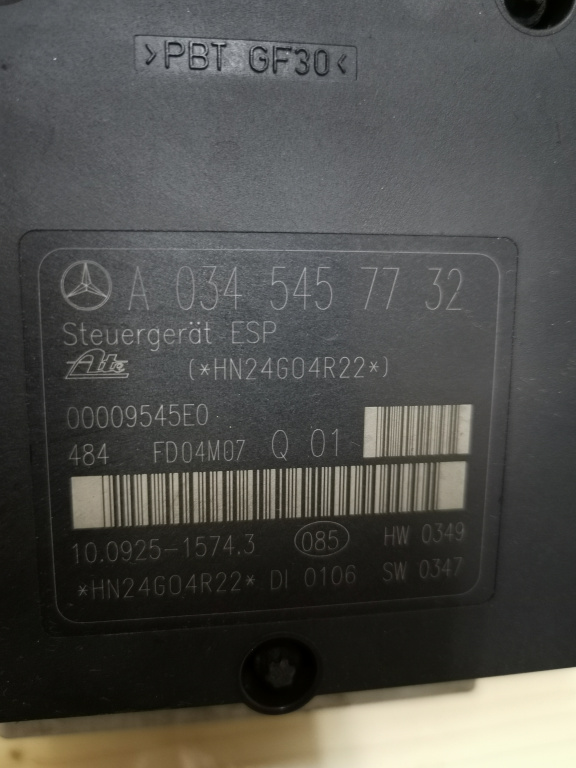 >PBT GF30<
A 034 545 77 32
Steuergerät ESP
Ate (*HN24G04R22*)
00009545E0
484 FD04M07 Q 01
10.0925-1574.3 085 HW 0349
*HN24G04R22* DI 0106 SW 0347